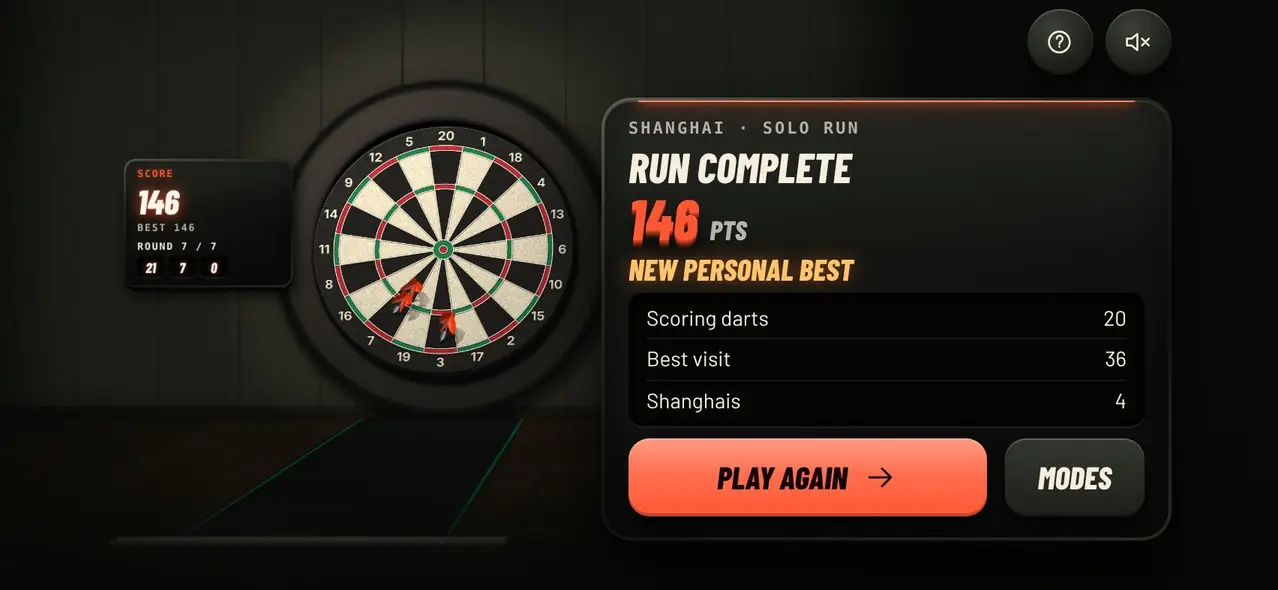 SCORE
146
BEST 146
ROUND 7 / 7
21 7 0
20
1
18
4
13
6
10
15
2
17
3
19
7
16
8
11
14
9
12
5
SHANGHAI · SOLO RUN
RUN COMPLETE
146 PTS
NEW PERSONAL BEST
Scoring darts 20
Best visit 36
Shanghais 4
PLAY AGAIN →
MODES